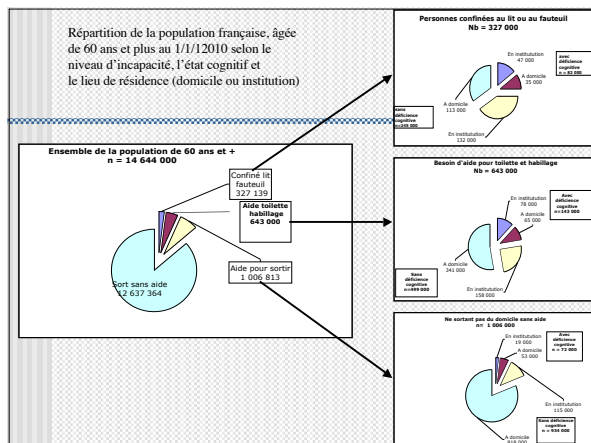 Répartition de la population française, âgée
de 60 ans et plus au 1/1/12010 selon le
niveau d'incapacité, l'état cognitif et
le lieu de résidence (domicile ou institution)
Ensemble de la population de 60 ans et +
n = 14 644 000
Confiné lit
fauteuil
327 139
Aide toilette
habillage
643 000
Aide pour sortir
1 006 813
Sort sans aide
12 637 364
Personnes confinées au lit ou au fauteuil
Nb = 327 000
En institution
47 000
avec
déficience
cognitive
n = 82 000
A domicile
35 000
A domicile
113 000
sans
déficience
cognitive
n=245 000
En institution
132 000
Besoin d'aide pour toilette et habillage
Nb = 643 000
En institutution
78 000
Avec
déficience
cognitive
n=143 000
A domicile
65 000
A domicile
341 000
Sans
déficience
cognitive
n=499 000
En institution
158 000
Ne sortant pas du domicile sans aide
n= 1 006 000
En institutution
19 000
Avec
déficience
cognitive
n = 72 000
A domicile
53 000
En institutution
115 000
Sans déficience
cognitive
n = 934 000
A domicile